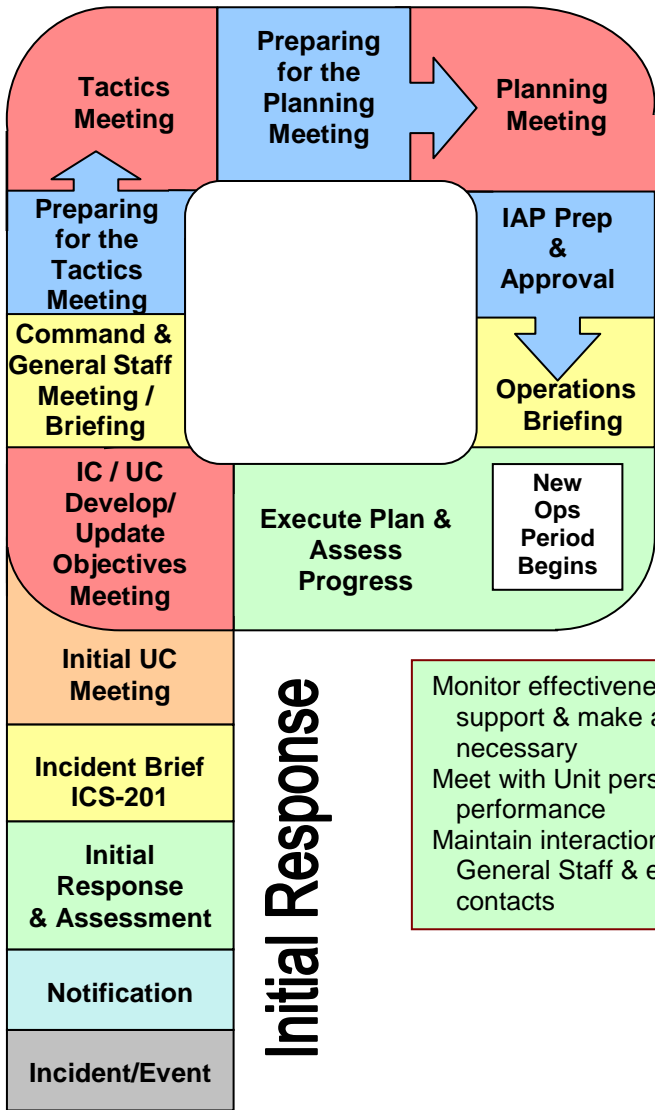 Tactics
Meeting
Preparing
for the
Planning
Meeting
Planning
Meeting
Preparing
for the
Tactics
Meeting
IAP Prep
&
Approval
Command &
General Staff
Meeting /
Briefing
Operations
Briefing
IC / UC
Develop/
Update
Objectives
Meeting
Execute Plan &
Assess
Progress
New
Ops
Period
Begins
Initial UC
Meeting
Incident Brief
ICS-201
Initial
Response
& Assessment
Notification
Incident/Event
Initial Response
Monitor
support & make
necessary
Meet with Unit
performance
Maintain
General Staff &
contacts